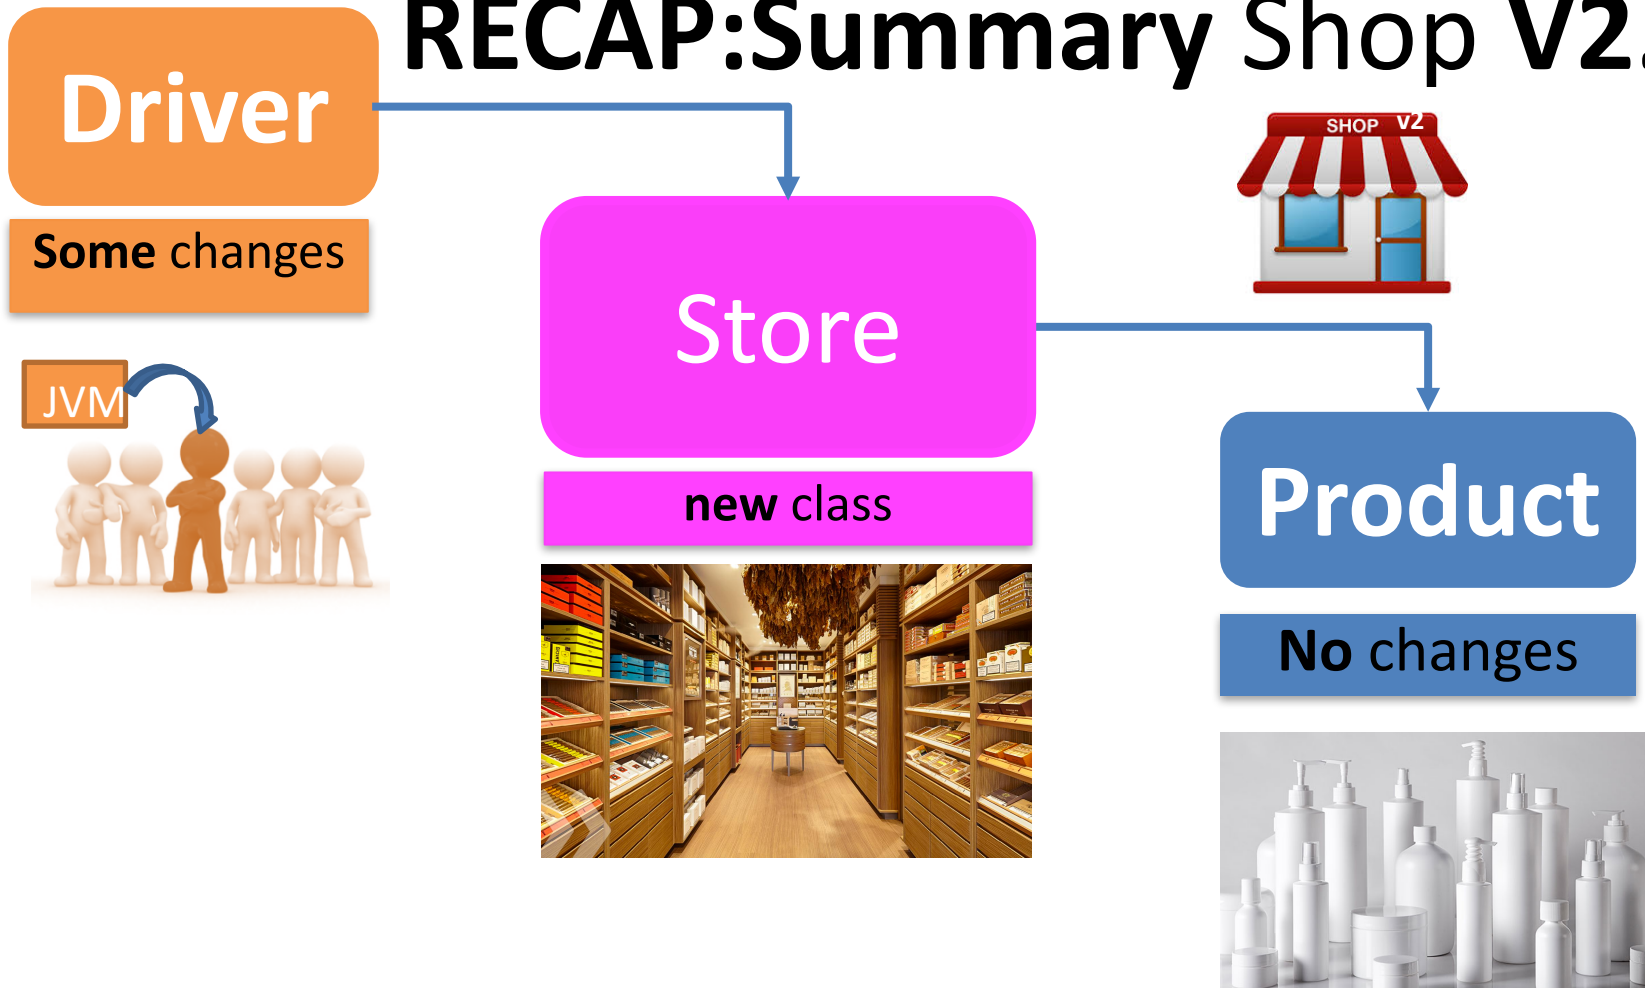 RECAP:Summary Shop V2.
Driver
SHOP v2
Some changes
Store
JVM
new class
Product
No changes